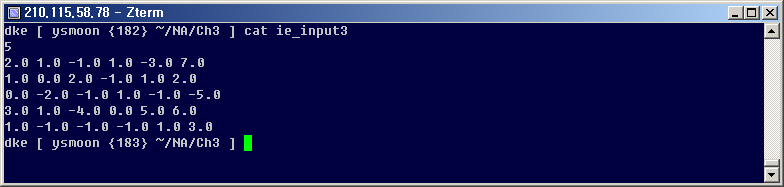 210.115.58.78 - Zterm
dke [ ysmoon {182} ~/NA/Ch3 ] cat ie_input3
5
2.0 1.0 -1.0 1.0 -3.0 7.0
1.0 0.0 2.0 -1.0 1.0 2.0
0.0 -2.0 -1.0 1.0 -1.0 -5.0
3.0 1.0 -4.0 0.0 5.0 6.0
1.0 -1.0 -1.0 -1.0 1.0 3.0
dke [ ysmoon {183} ~/NA/Ch3 ]